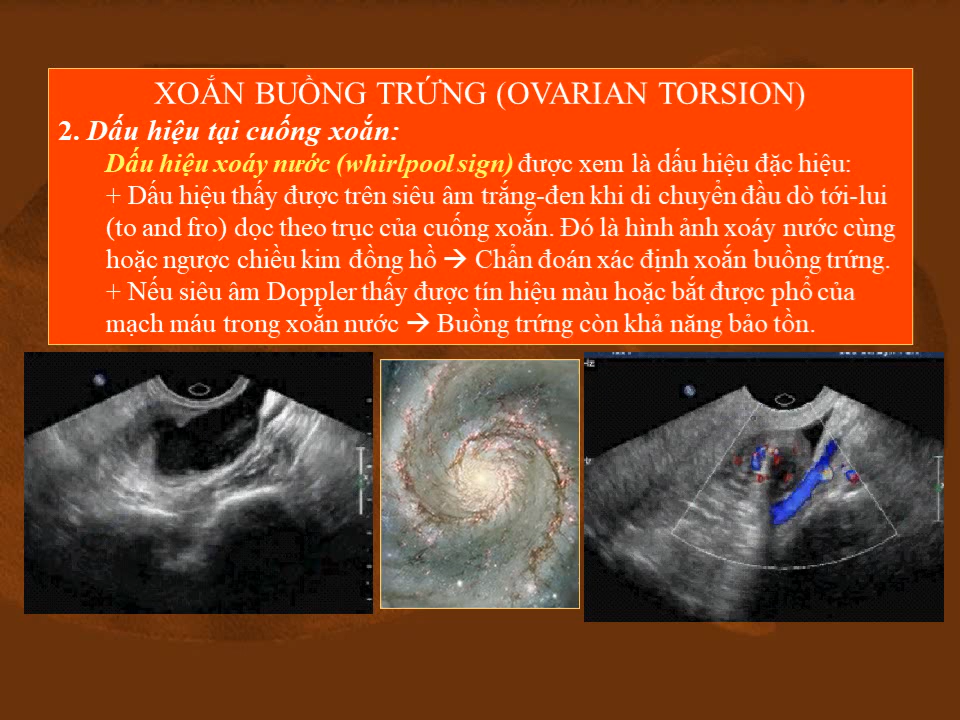 XOẮN BUỒNG TRỨNG (OVARIAN TORSION)
2. Dấu hiệu tại cuống xoắn:
Dấu hiệu xoáy nước (whirlpool sign) được xem là dấu hiệu đặc hiệu:
+ Dấu hiệu thấy được trên siêu âm trắng-đen khi di chuyển đầu dò tới-lui
(to and fro) dọc theo trục của cuống xoắn. Đó là hình ảnh xoáy nước cùng
hoặc ngược chiều kim đồng hồ → Chẩn đoán xác định xoắn buồng trứng.
+ Nếu siêu âm Doppler thấy được tín hiệu màu hoặc bắt được phổ của
mạch máu trong xoắn nước → Buồng trứng còn khả năng bảo tồn.